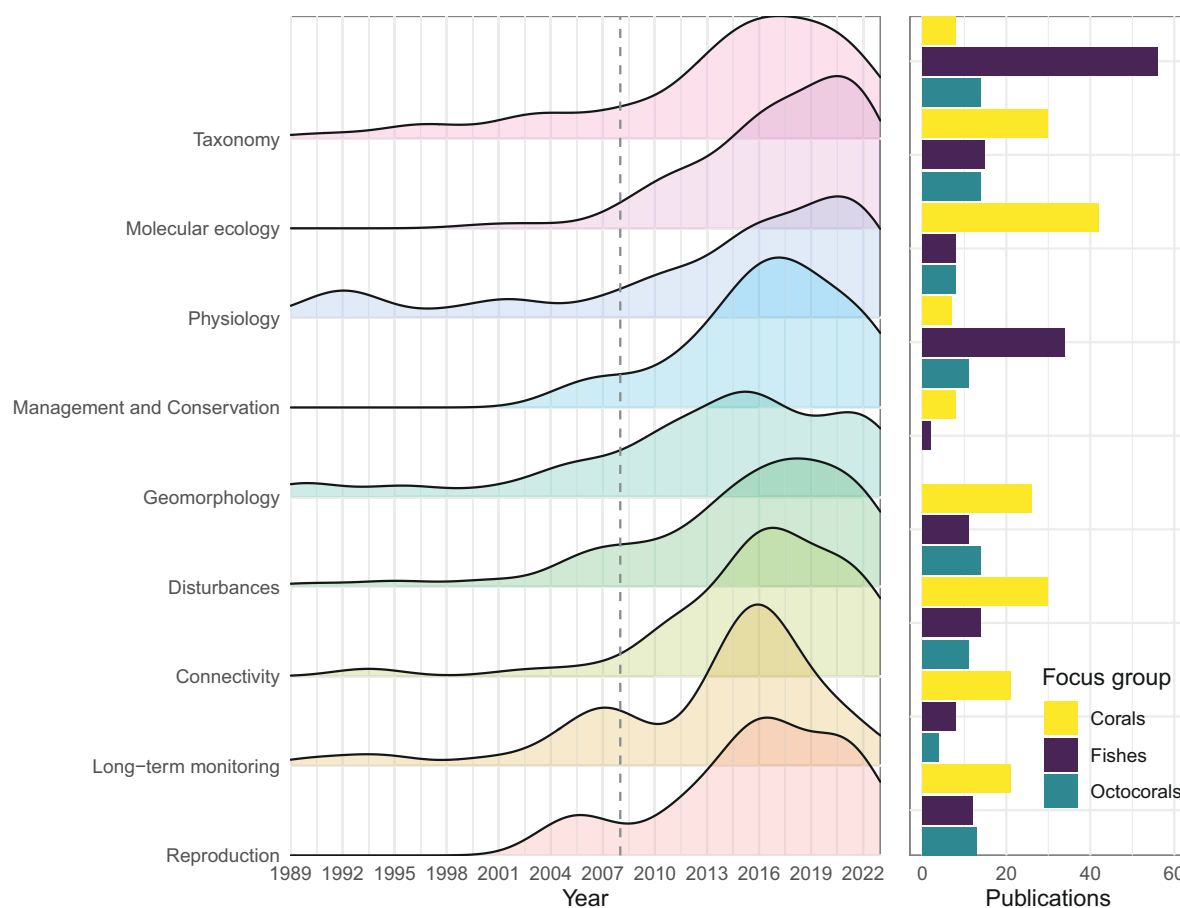 Taxonomy
Molecular ecology
Physiology
Management and Conservation
Geomorphology
Disturbances
Connectivity
Long−term monitoring
Reproduction
1989 1992 1995 1998 2001 2004 2007 2010 2013 2016 2019 2022
Year
Focus group
Corals
Fishes
Octocorals
0 20 40 60
Publications